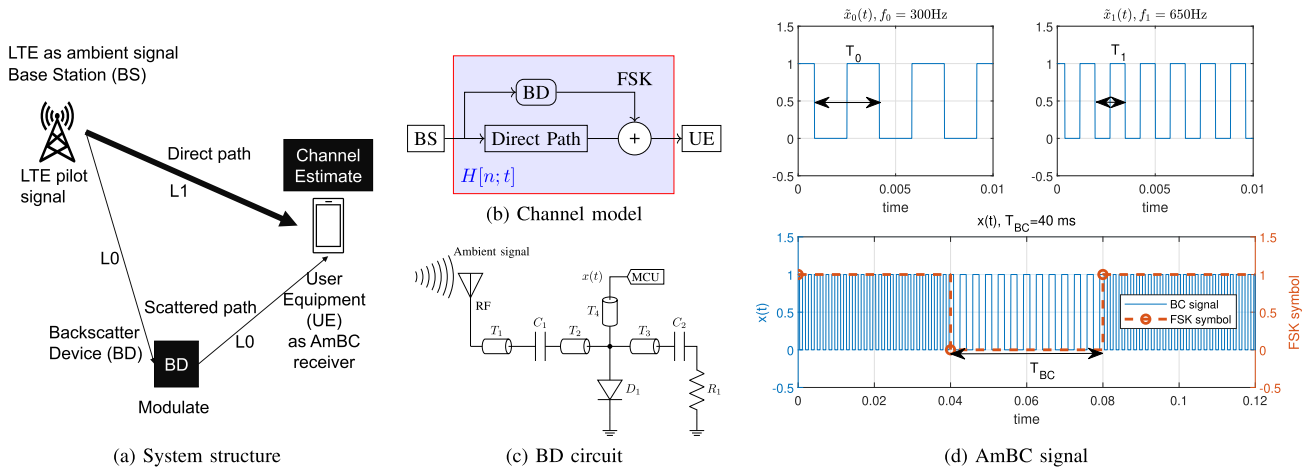 LTE as ambient signal
Base Station (BS)
LTE pilot
signal
Direct path
L1
Channel
Estimate
L0
Scattered path
L0
User
Equipment
(UE)
as AmBC
receiver
Backscatter
Device (BD)
BD
Modulate
(a) System structure
BS
BD
FSK
Direct Path
+
UE
H[n; t]
(b) Channel model
Ambient signal
RF
x(t)
MCU
T₄
T₁
C₁
T₂
T₃
C₂
D₁
R₁
(c) BD circuit
x̃₀(t), f₀ = 300Hz
T₀
1.5
1
0.5
0
-0.5
0
0.005
0.01
time
x̃₁(t), f₁ = 650Hz
T₁
1.5
1
0.5
0
-0.5
0
0.005
0.01
time
x(t), T_BC=40 ms
x(t)
1.5
1
0.5
0
-0.5
BC signal
FSK symbol
T_BC
1.5
1
0.5
0
-0.5
FSK symbol
0
0.02
0.04
0.06
0.08
0.1
0.12
time
(d) AmBC signal